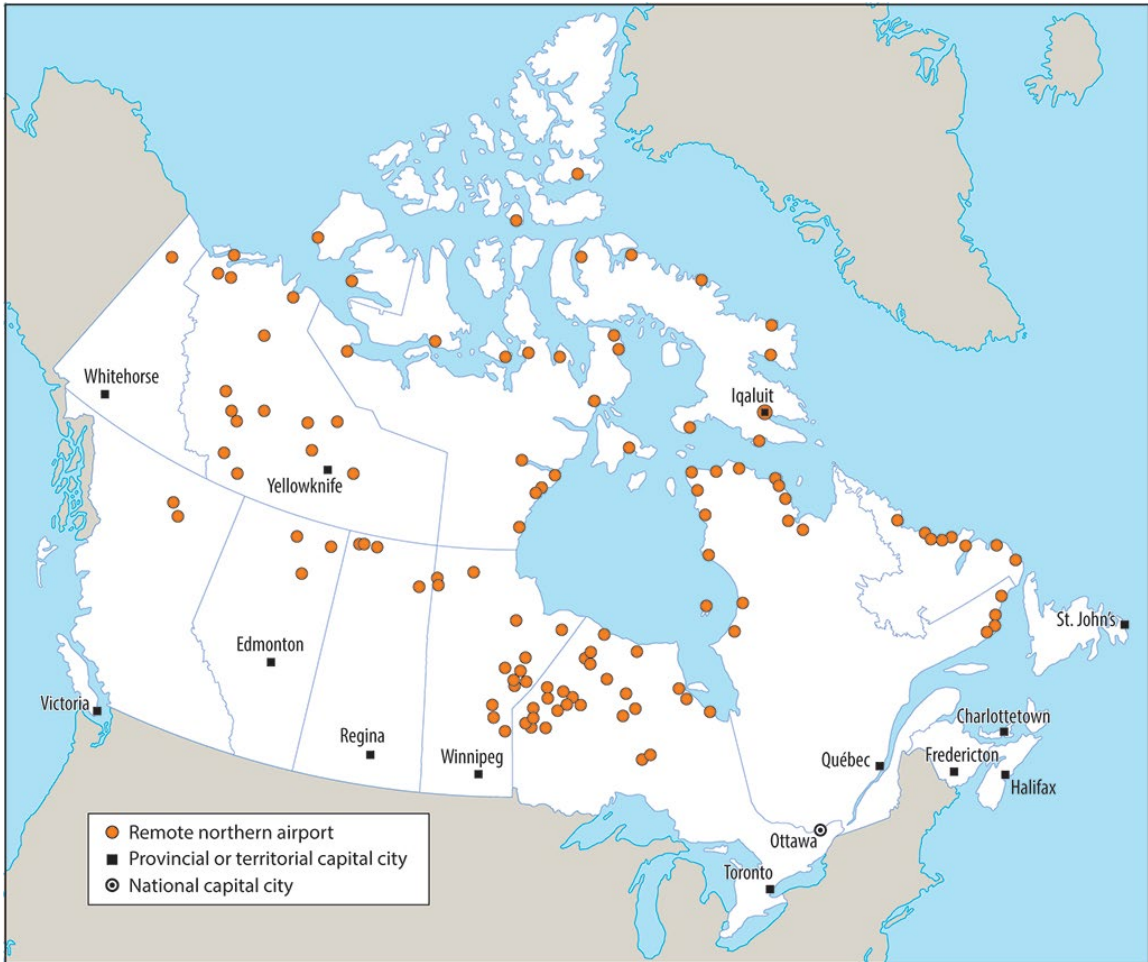 Whitehorse
Iqaluit
Yellowknife
Edmonton
St. John's
Victoria
Regina
Winnipeg
Charlottetown
Québec
Fredericton
Halifax
Ottawa
Toronto
Remote northern airport
Provincial or territorial capital city
National capital city